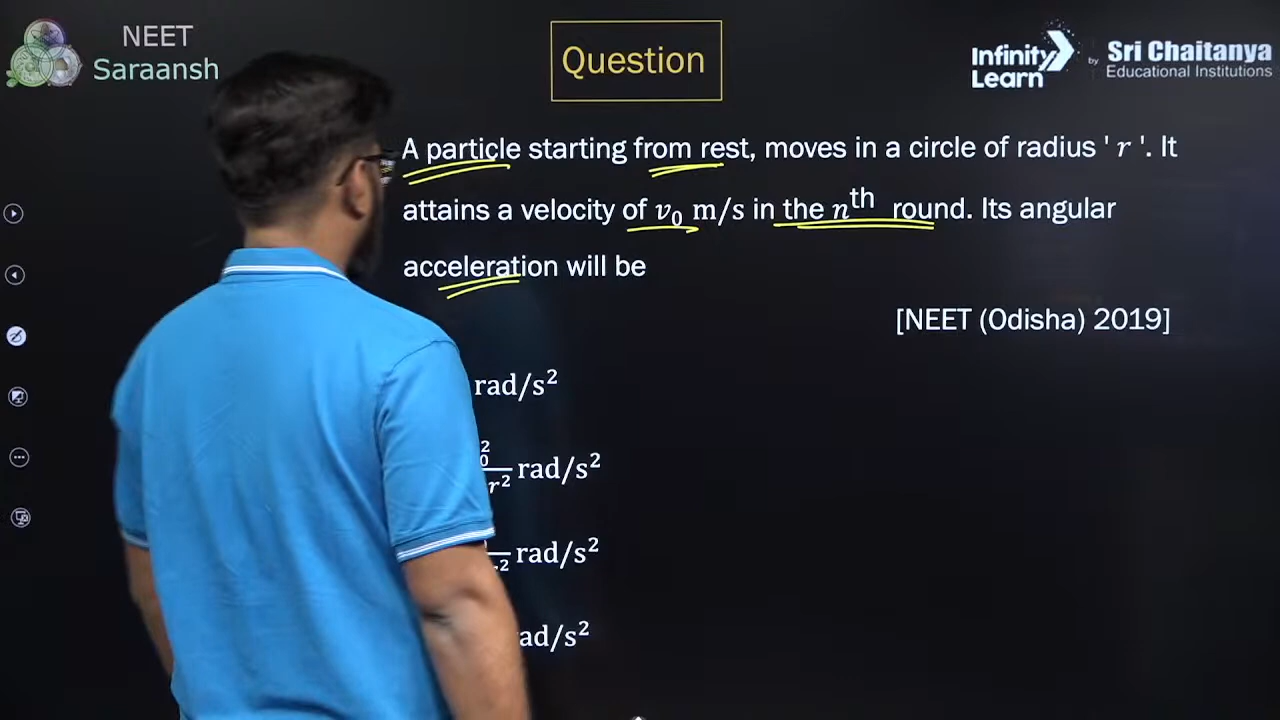 NEET
Saraansh
Question
Infinity
Learn
by
Sri Chaitanya
Educational Institutions
A particle starting from rest, moves in a circle of radius ' r '. It
attains a velocity of v₀ m/s in the nᵗʰ round. Its angular
acceleration will be
[NEET (Odisha) 2019]
rad/s²
r² rad/s²
rad/s²
ad/s²